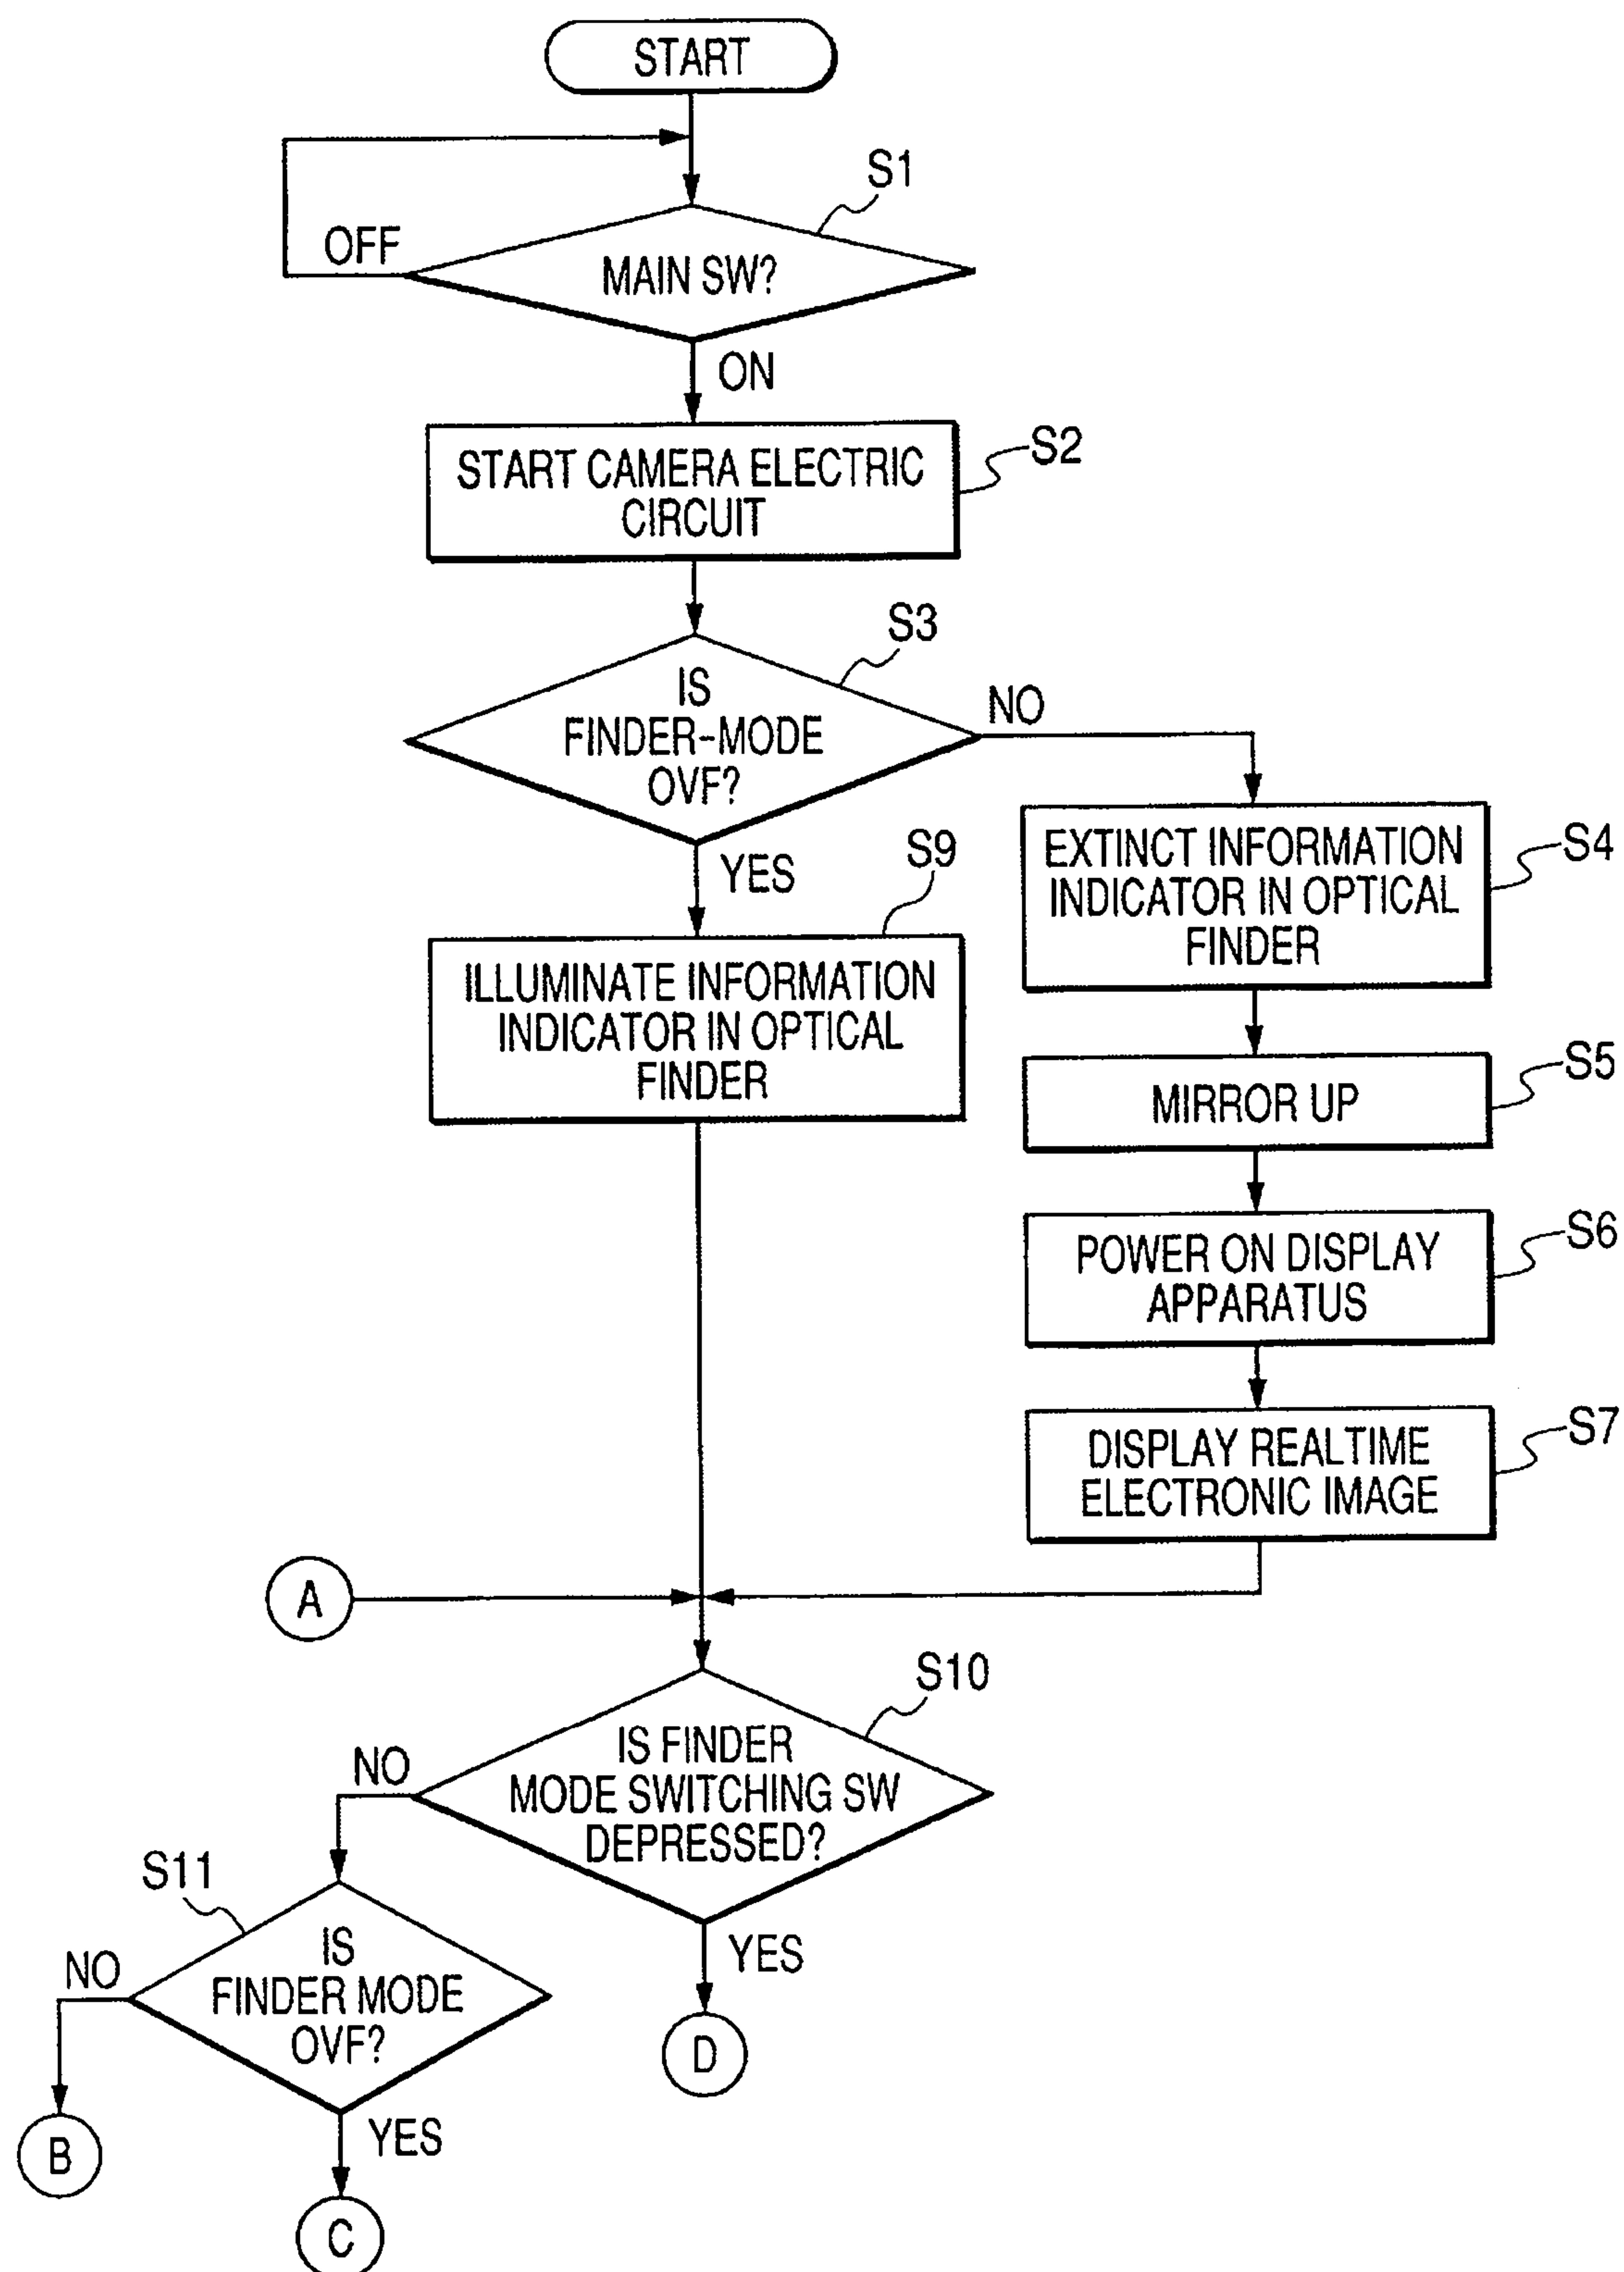 START
S1
OFF
MAIN SW?
ON
S2
START CAMERA ELECTRIC
CIRCUIT
S3
IS
FINDER-MODE
OVF?
NO
YES
S9
S4
EXTINCT INFORMATION
INDICATOR IN OPTICAL
FINDER
ILLUMINATE INFORMATION
INDICATOR IN OPTICAL
FINDER
S5
MIRROR UP
S6
POWER ON DISPLAY
APPARATUS
S7
DISPLAY REALTIME
ELECTRONIC IMAGE
A
S10
IS FINDER
MODE SWITCHING SW
DEPRESSED?
NO
YES
D
S11
IS
FINDER MODE
OVF?
NO
B
YES
C